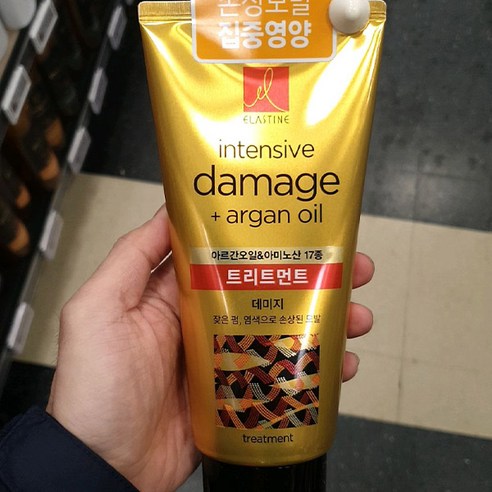 손상모발
집중영양
el
ELASTINE
intensive
damage
+ argan oil
아르간오일&아미노산 17종
트리트먼트
데미지
잦은 펌, 염색으로 손상된 모발
treatment